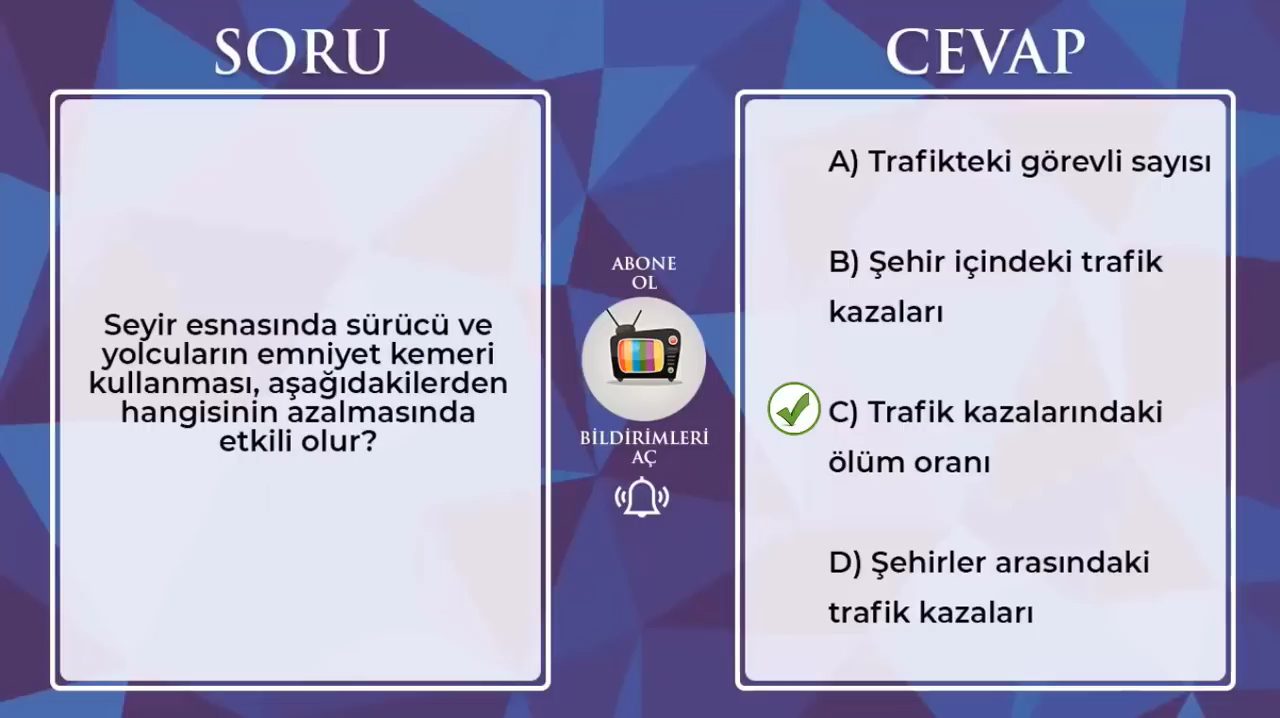 SORU
Seyir esnasında sürücü ve
yolcuların emniyet kemeri
kullanması, aşağıdakilerden
hangisinin azalmasında
etkili olur?
ABONE
OL
BİLDİRİMLERİ
AÇ
CEVAP
A) Trafikteki görevli sayısı
B) Şehir içindeki trafik
kazaları
C) Trafik kazalarındaki
ölüm oranı
D) Şehirler arasındaki
trafik kazaları